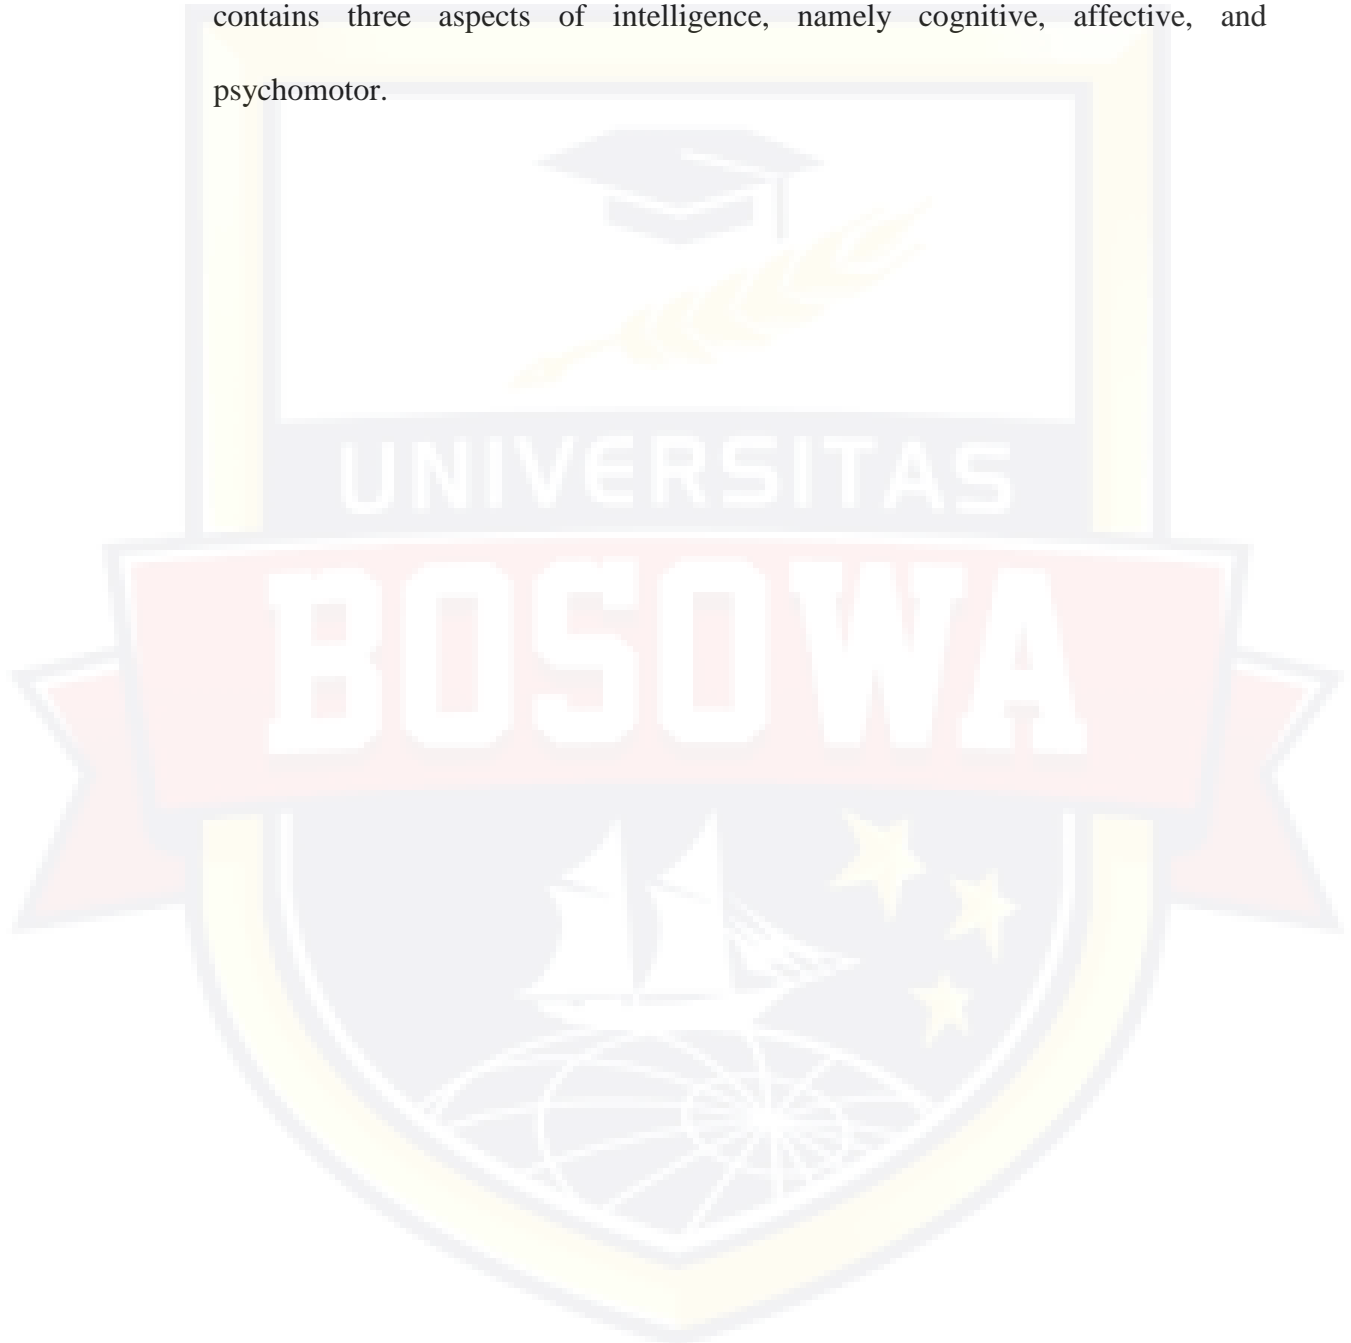 contains three aspects of intelligence, namely cognitive, affective, and
psychomotor.
UNIVERSITAS
BOSOWA